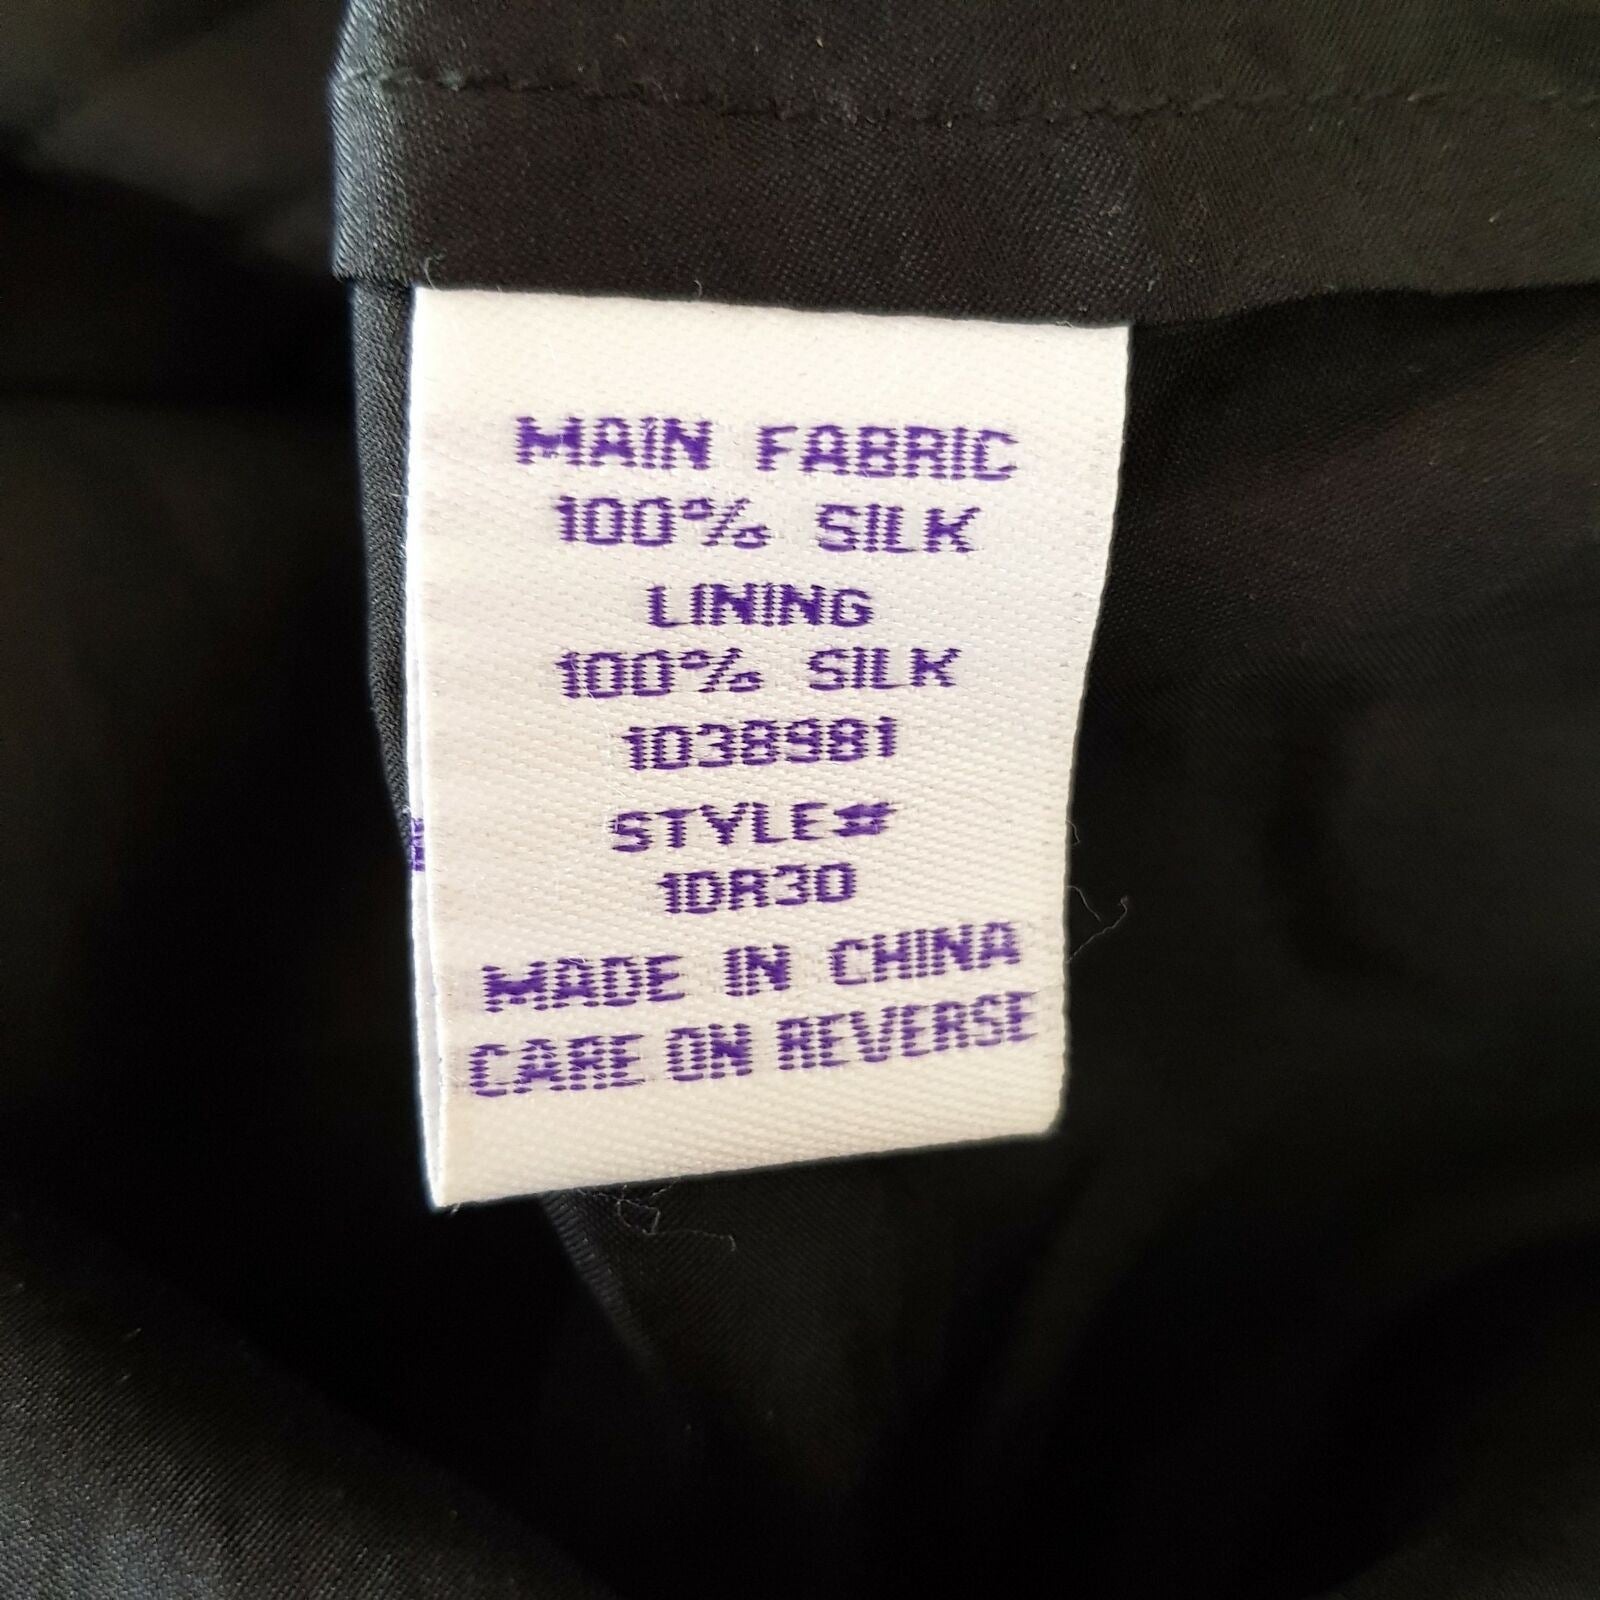 MAIN FABRIC
100% SILK
LINING
100% SILK
1038981
STYLE#
1DR30
MADE IN CHINA
CARE ON REVERSE